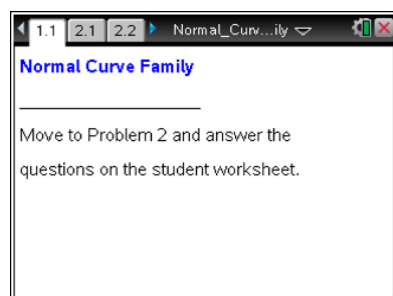 1.1 2.1 2.2 Normal_Curv...ily
Normal Curve Family
Move to Problem 2 and answer the
questions on the student worksheet.